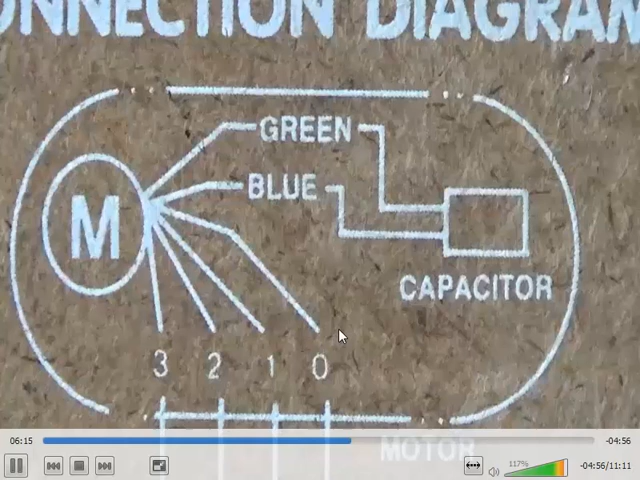 ONNECTION DIAGRAM
GREEN
BLUE
M
CAPACITOR
3 2 1 0
MOTOR
06:15
-04:56
117%
-04:56/11:11